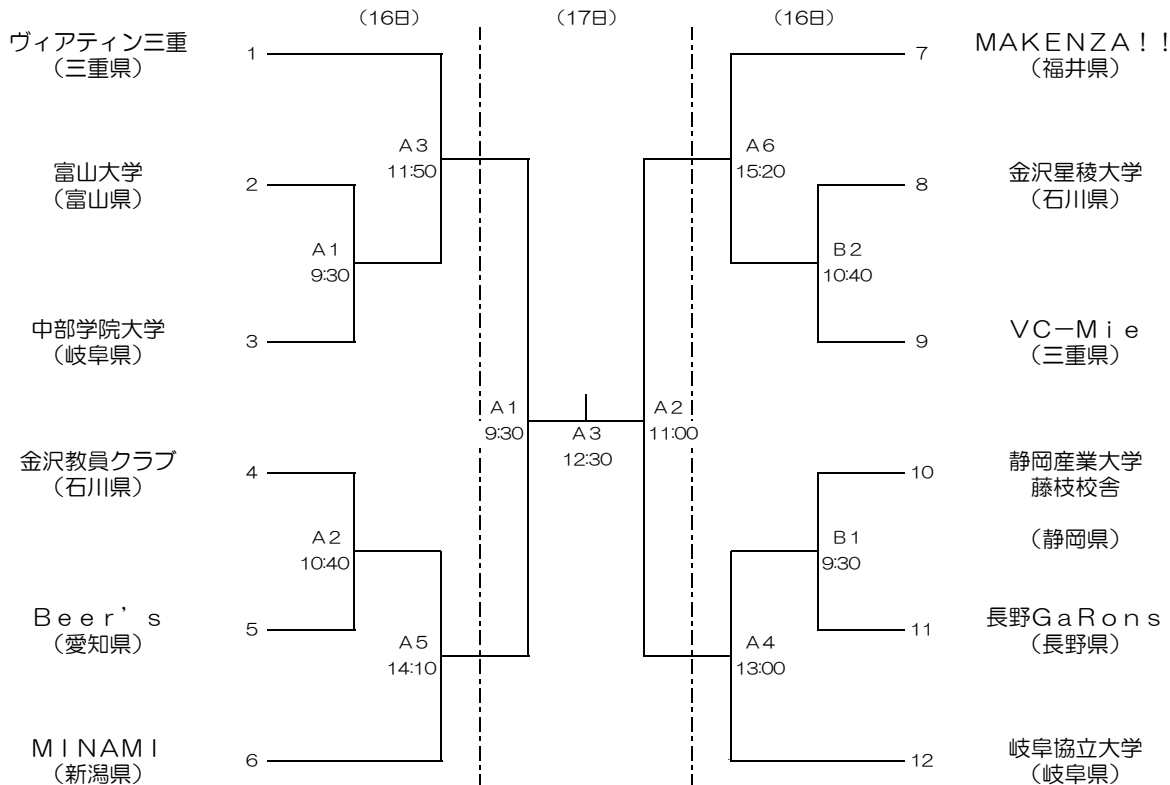 （16日）
（17日）
（16日）
ヴィアティン三重
（三重県）
1
7
ＭＡＫＥＮＺＡ！！
（福井県）
Ａ３
11:50
Ａ６
15:20
富山大学
（富山県）
2
8
金沢星稜大学
（石川県）
Ａ１
9:30
Ｂ２
10:40
中部学院大学
（岐阜県）
3
9
ＶＣ－Ｍｉｅ
（三重県）
Ａ１
9:30
Ａ３
12:30
Ａ２
11:00
金沢教員クラブ
（石川県）
4
10
静岡産業大学
藤枝校舎
（静岡県）
Ａ２
10:40
Ｂ１
9:30
Ｂｅｅｒ’ｓ
（愛知県）
5
11
長野ＧａＲｏｎｓ
（長野県）
Ａ５
14:10
Ａ４
13:00
ＭＩＮＡＭＩ
（新潟県）
6
12
岐阜協立大学
（岐阜県）